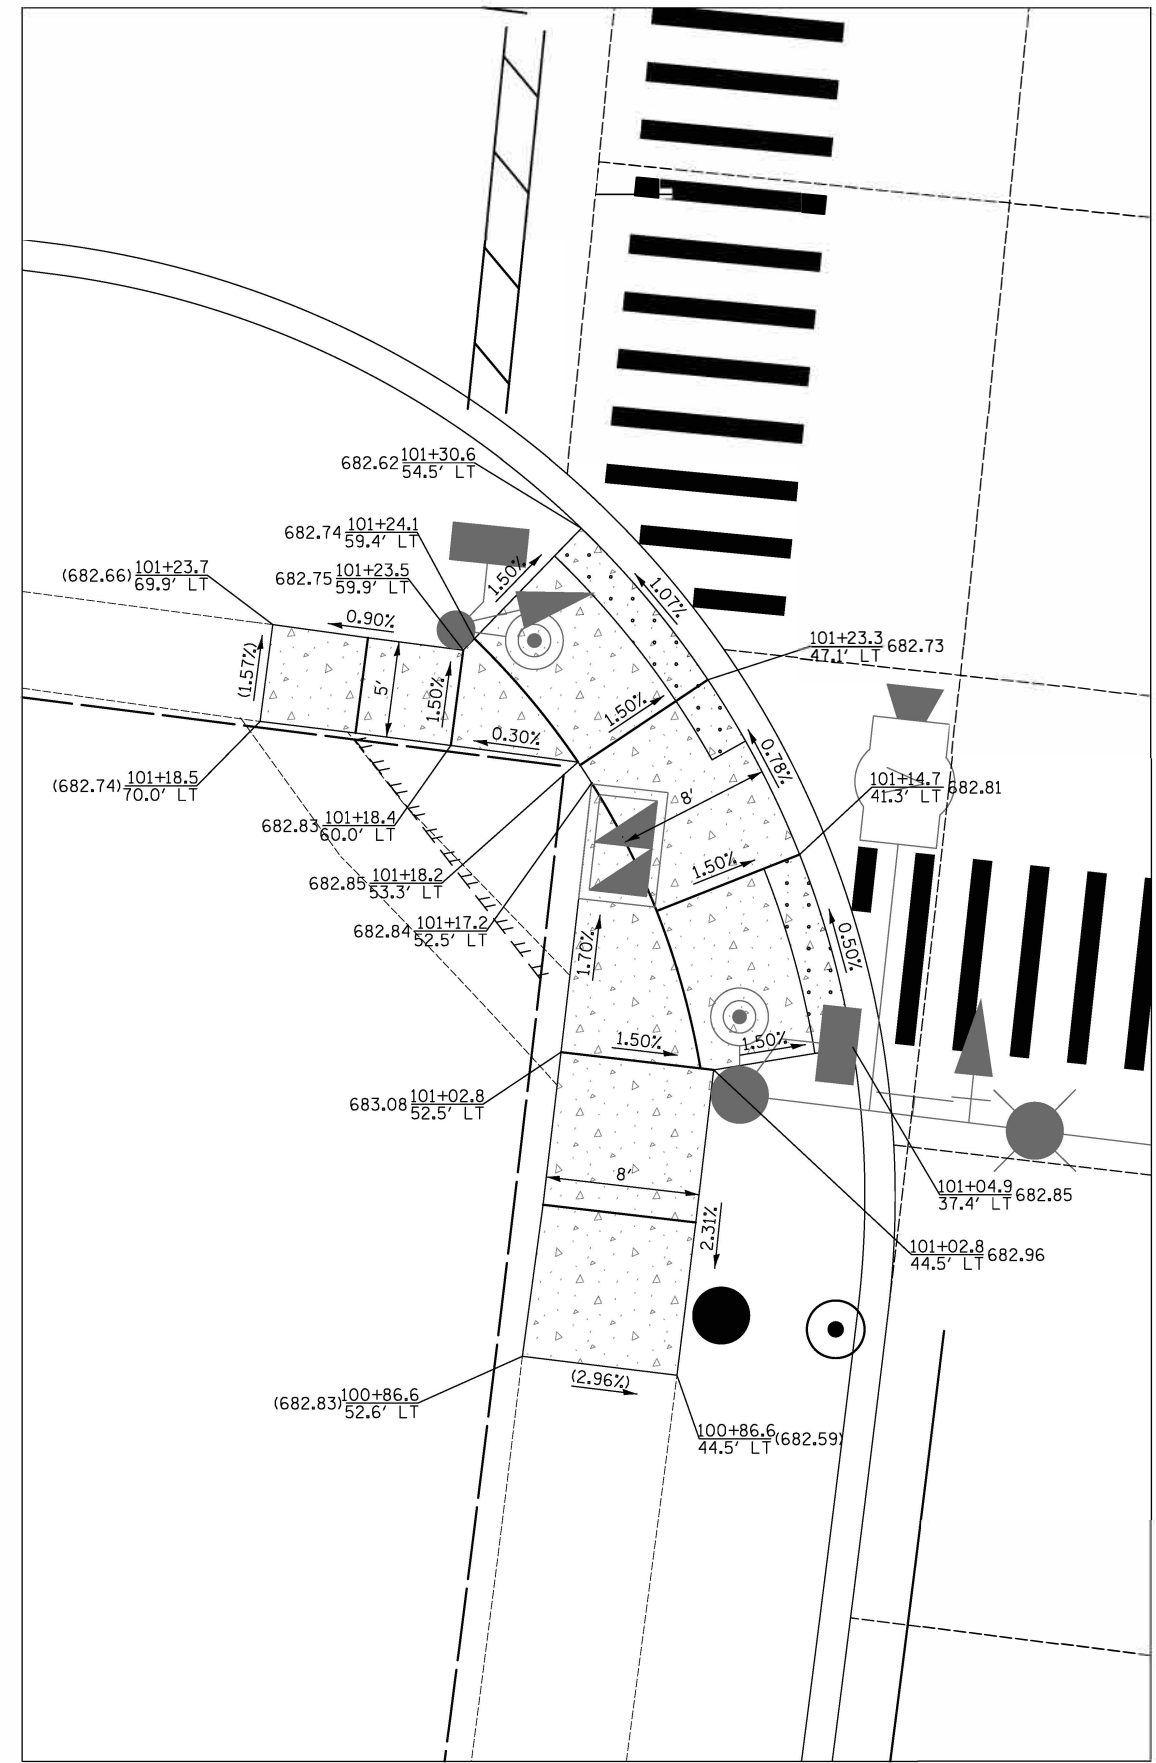 682.62 101+30.6
54.5' LT
682.74 101+24.1
59.4' LT
1.50%
(682.66) 101+23.7
69.9' LT
682.75 101+23.5
59.9' LT
1.07%
0.90%
101+23.3 682.73
47.1' LT
(1.57%)
5'
1.50%
1.50%
0.30%
0.78%
(682.74) 101+18.5
70.0' LT
101+14.7 682.81
41.3' LT
8'
682.83 101+18.4
60.0' LT
1.50%
682.85 101+18.2
53.3' LT
682.84 101+17.2
52.5' LT
1.70%
0.50%
1.50%
1.50%
683.08 101+02.8
52.5' LT
8'
101+04.9 682.85
37.4' LT
2.31%
101+02.8 682.96
44.5' LT
(2.96%)
(682.83) 100+86.6
52.6' LT
100+86.6 (682.59)
44.5' LT